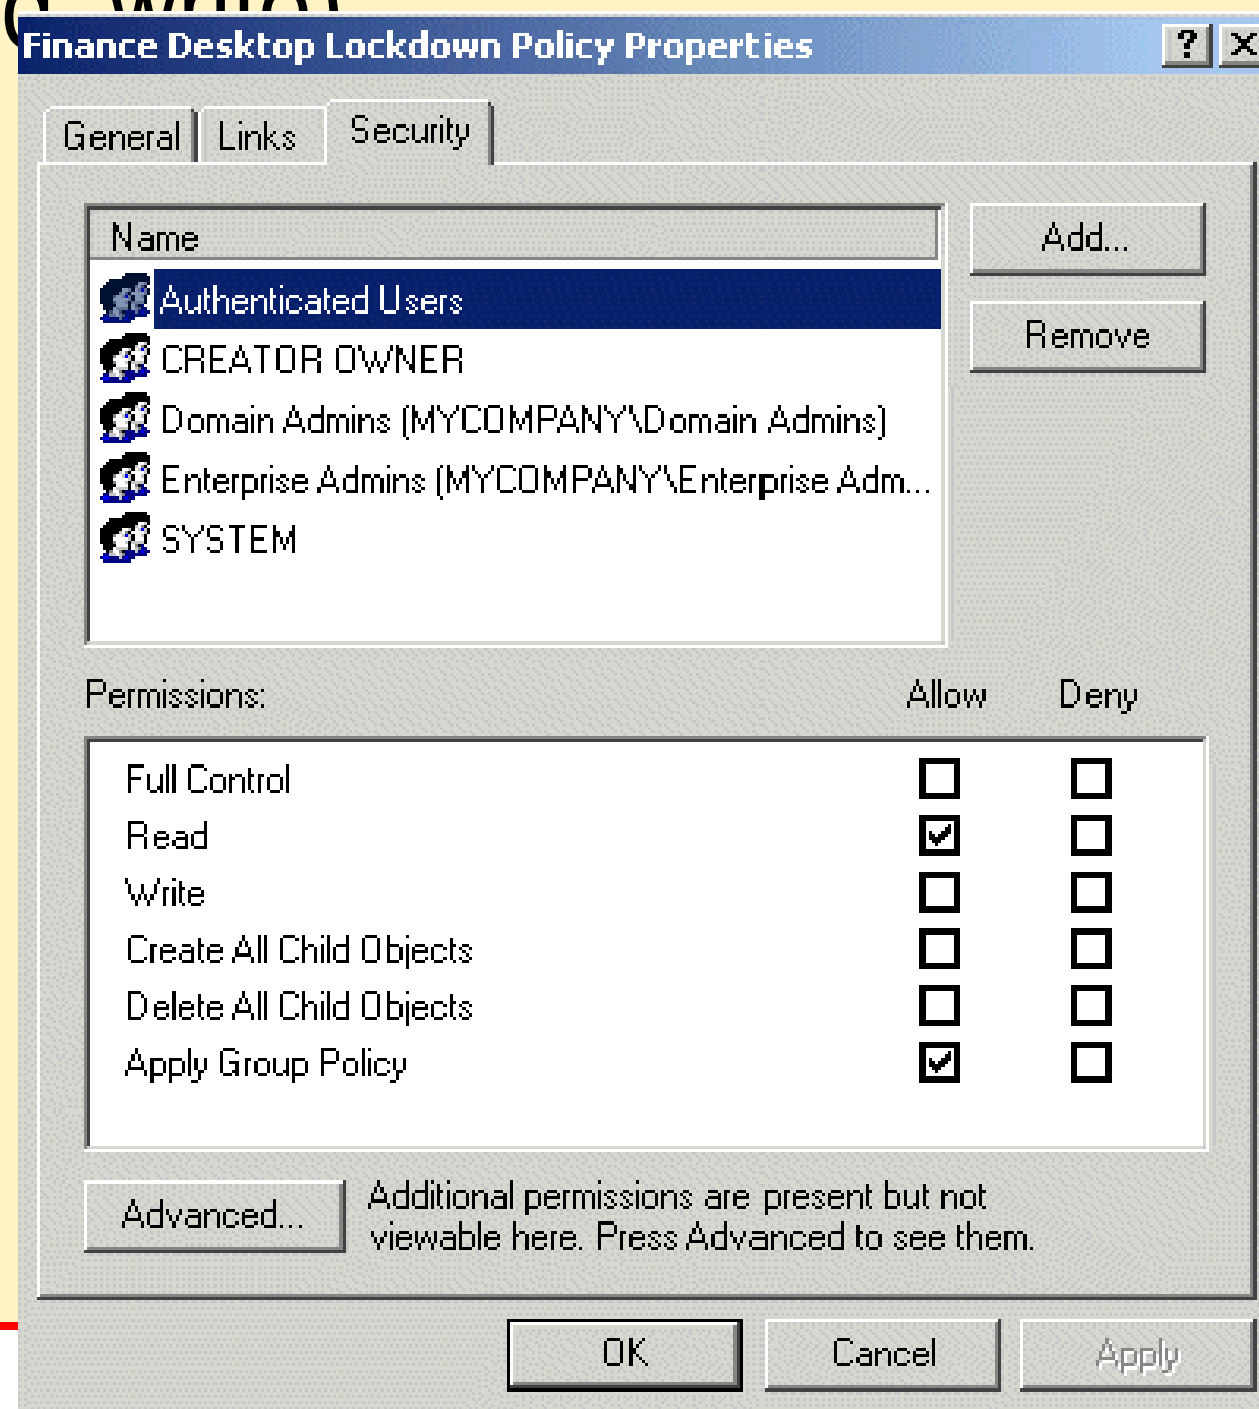 Finance Desktop Lockdown Policy Properties
General Links Security
Name
Add...
Authenticated Users
Remove
CREATOR OWNER
Domain Admins (MYCOMPANY\Domain Admins)
Enterprise Admins (MYCOMPANY\Enterprise Adm...
SYSTEM
Permissions: Allow Deny
Full Control
Read
Write
Create All Child Objects
Delete All Child Objects
Apply Group Policy
Advanced... Additional permissions are present but not
viewable here. Press Advanced to see them.
OK Cancel Apply